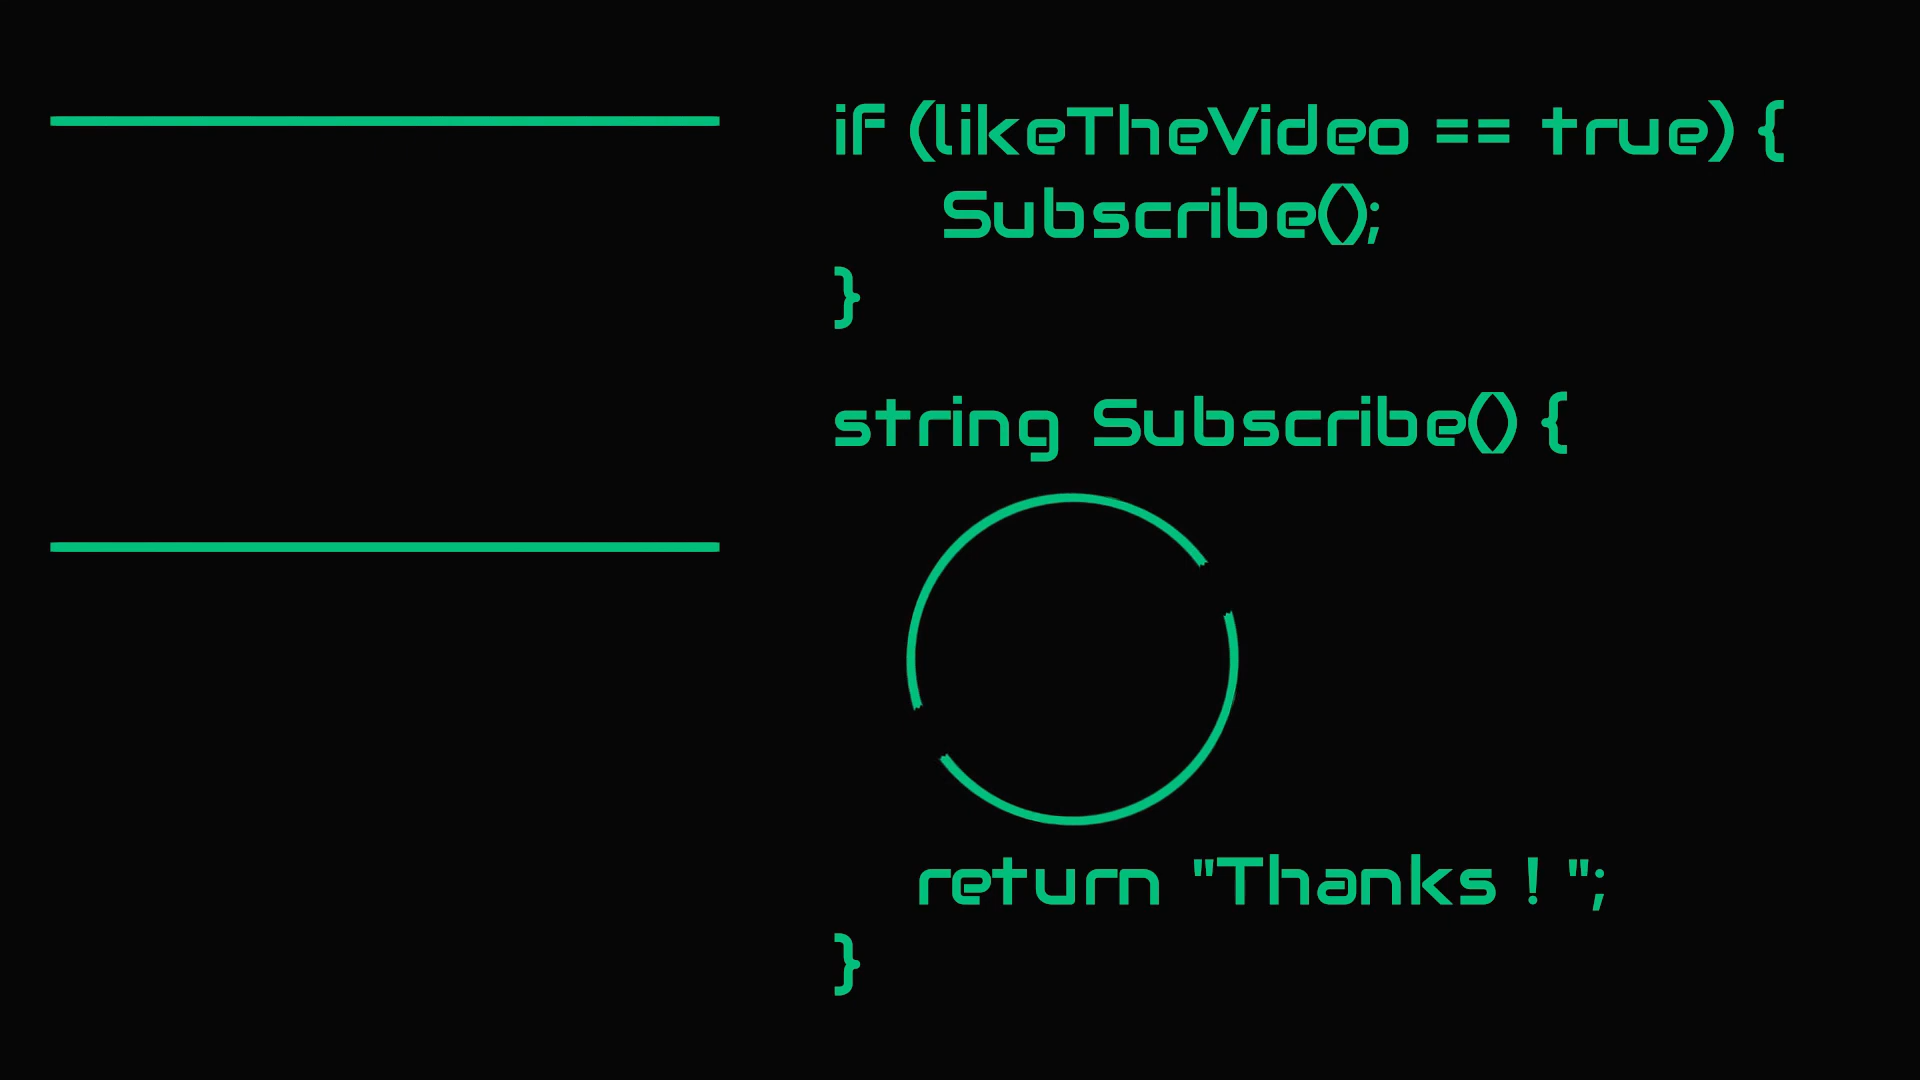 if (likeTheVideo == true) {
Subscribe();
}
string Subscribe() {
return "Thanks ! ";
}